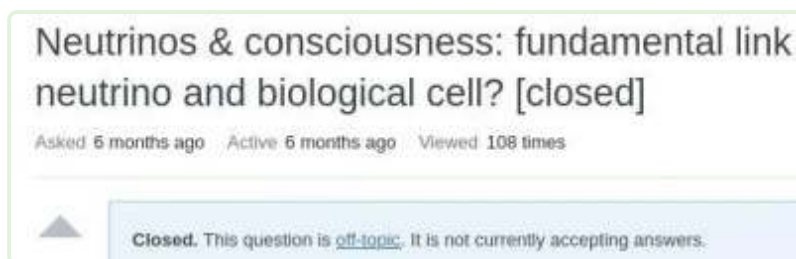 Neutrinos & consciousness: fundamental link
neutrino and biological cell? [closed]
Asked 6 months ago Active 6 months ago Viewed 108 times
Closed. This question is off-topic. It is not currently accepting answers.